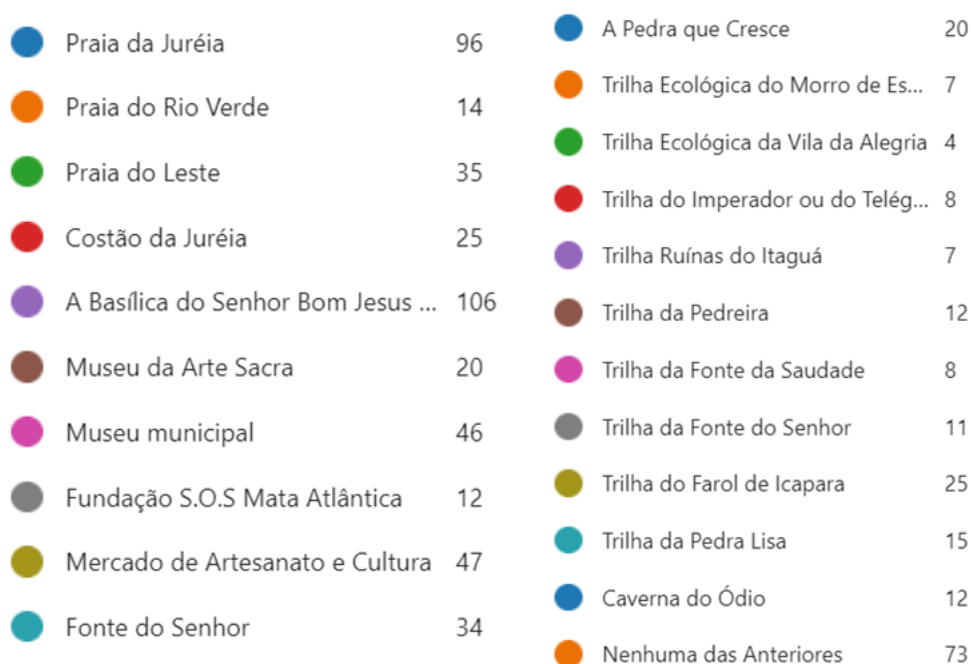 Praia da Juréia 96
Praia do Rio Verde 14
Praia do Leste 35
Costão da Juréia 25
A Basílica do Senhor Bom Jesus ... 106
Museu da Arte Sacra 20
Museu municipal 46
Fundação S.O.S Mata Atlântica 12
Mercado de Artesanato e Cultura 47
Fonte do Senhor 34
A Pedra que Cresce 20
Trilha Ecológica do Morro de Es... 7
Trilha Ecológica da Vila da Alegria 4
Trilha do Imperador ou do Telég... 8
Trilha Ruínas do Itaguá 7
Trilha da Pedreira 12
Trilha da Fonte da Saudade 8
Trilha da Fonte do Senhor 11
Trilha do Farol de Icapara 25
Trilha da Pedra Lisa 15
Caverna do Ódio 12
Nenhuma das Anteriores 73